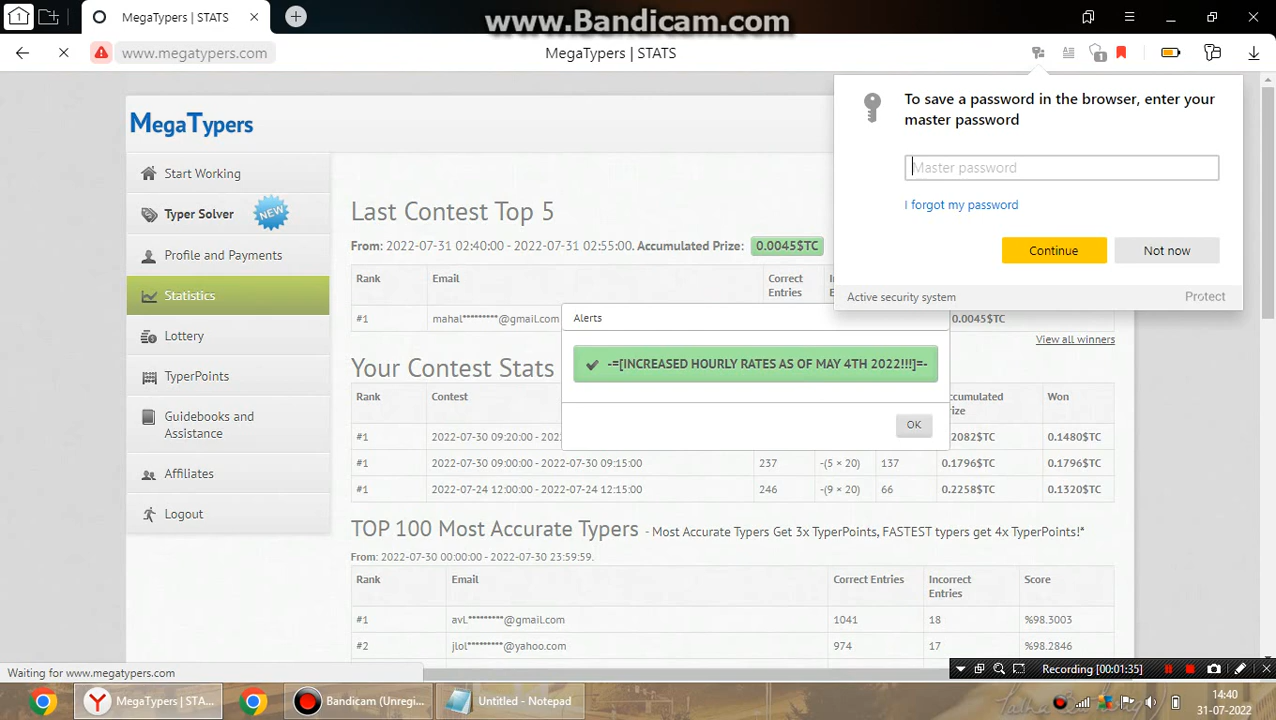 www.Bandicam.com
1
MegaTypers | STATS
www.megatypers.com
MegaTypers | STATS
1
To save a password in the browser, enter your
master password
Master password
I forgot my password
Continue
Not now
Active security system
Protect
MegaTypers
Start Working
Typer Solver
NEW
Profile and Payments
Statistics
Lottery
TyperPoints
Guidebooks and
Assistance
Affiliates
Logout
Last Contest Top 5
From: 2022-07-31 02:40:00 - 2022-07-31 02:55:00. Accumulated Prize: 0.0045$TC
Rank Email Correct
Entries
#1 mahal*********@gmail.com 0.0045$TC
View all winners
Alerts
-=[INCREASED HOURLY RATES AS OF MAY 4TH 2022!!!]=-
OK
Your Contest Stats
Rank Contest Won
#1 2022-07-30 09:20:00 - 202 2082$TC 0.1480$TC
#1 2022-07-30 09:00:00 - 2022-07-30 09:15:00 237 -(5 × 20) 137 0.1796$TC 0.1796$TC
#1 2022-07-24 12:00:00 - 2022-07-24 12:15:00 246 -(9 × 20) 66 0.2258$TC 0.1320$TC
TOP 100 Most Accurate Typers - Most Accurate Typers Get 3x TyperPoints, FASTEST typers get 4x TyperPoints!*
From: 2022-07-30 00:00:00 - 2022-07-30 23:59:59.
Rank Email Correct Entries Incorrect
Entries Score
#1 avl*********@gmail.com 1041 18 %98.3003
#2 jlol*********@yahoo.com 974 17 %98.2846
Waiting for www.megatypers.com
Recording [00:01:35]
MegaTypers | STA...
Bandicam (Unregi...
Untitled - Notepad
14:40
31-07-2022